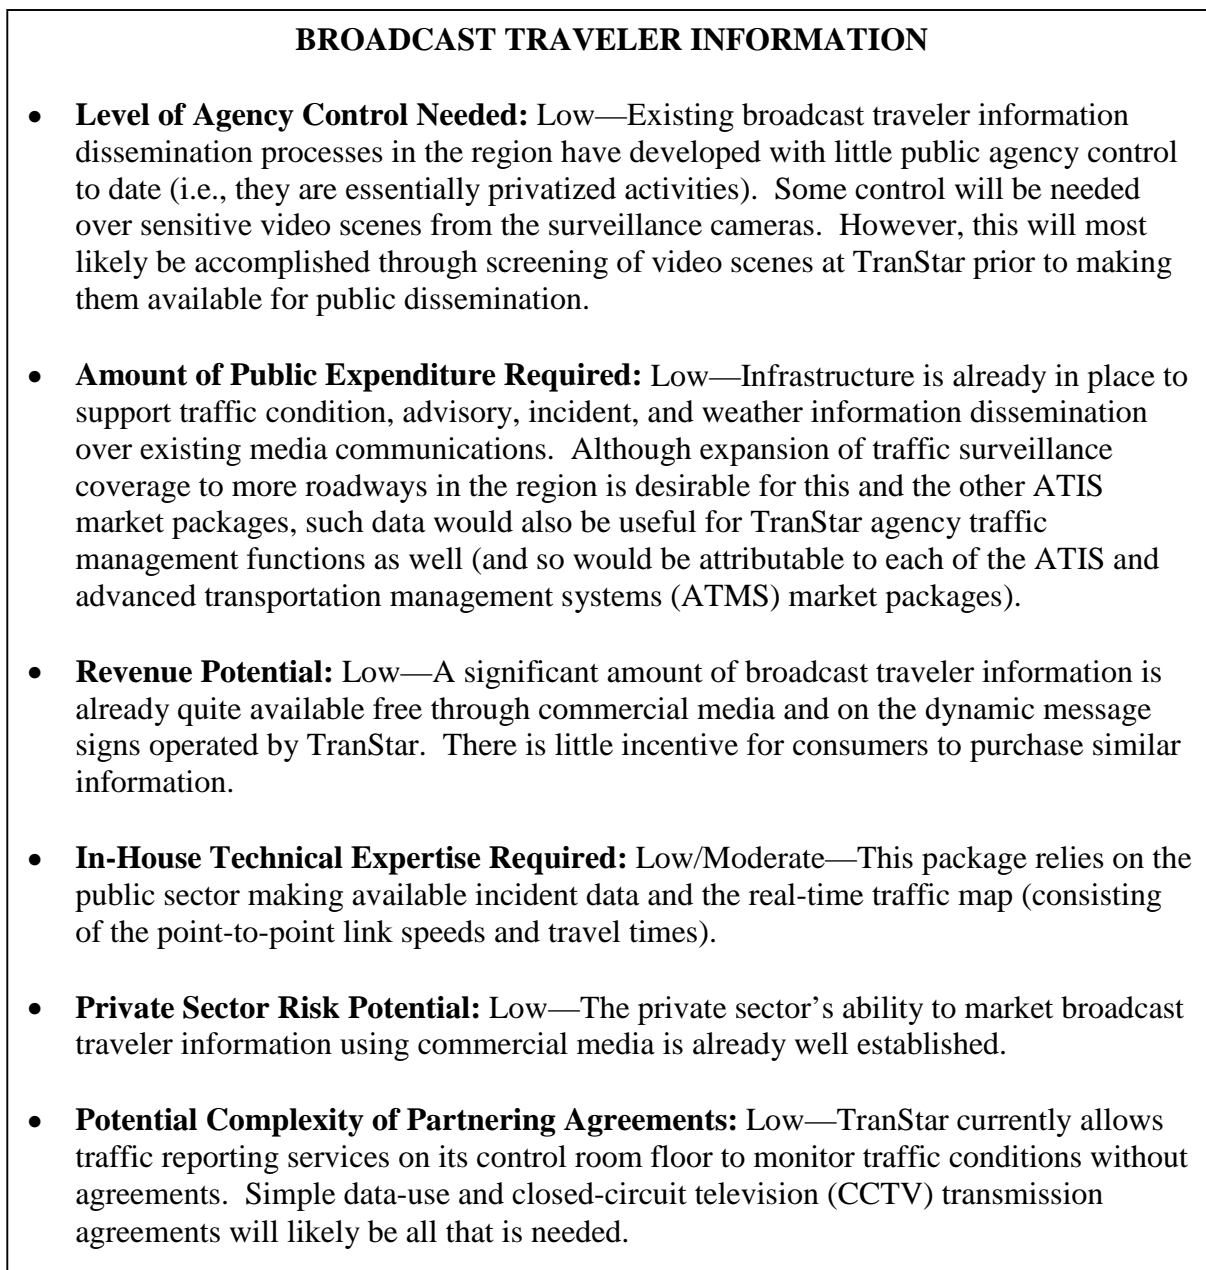 BROADCAST TRAVELER INFORMATION
• Level of Agency Control Needed: Low—Existing broadcast traveler information
dissemination processes in the region have developed with little public agency control
to date (i.e., they are essentially privatized activities).  Some control will be needed
over sensitive video scenes from the surveillance cameras.  However, this will most
likely be accomplished through screening of video scenes at TranStar prior to making
them available for public dissemination.
• Amount of Public Expenditure Required: Low—Infrastructure is already in place to
support traffic condition, advisory, incident, and weather information dissemination
over existing media communications.  Although expansion of traffic surveillance
coverage to more roadways in the region is desirable for this and the other ATIS
market packages, such data would also be useful for TranStar agency traffic
management functions as well (and so would be attributable to each of the ATIS and
advanced transportation management systems (ATMS) market packages).
• Revenue Potential: Low—A significant amount of broadcast traveler information is
already quite available free through commercial media and on the dynamic message
signs operated by TranStar.  There is little incentive for consumers to purchase similar
information.
• In-House Technical Expertise Required: Low/Moderate—This package relies on the
public sector making available incident data and the real-time traffic map (consisting
of the point-to-point link speeds and travel times).
• Private Sector Risk Potential: Low—The private sector’s ability to market broadcast
traveler information using commercial media is already well established.
• Potential Complexity of Partnering Agreements: Low—TranStar currently allows
traffic reporting services on its control room floor to monitor traffic conditions without
agreements.  Simple data-use and closed-circuit television (CCTV) transmission
agreements will likely be all that is needed.